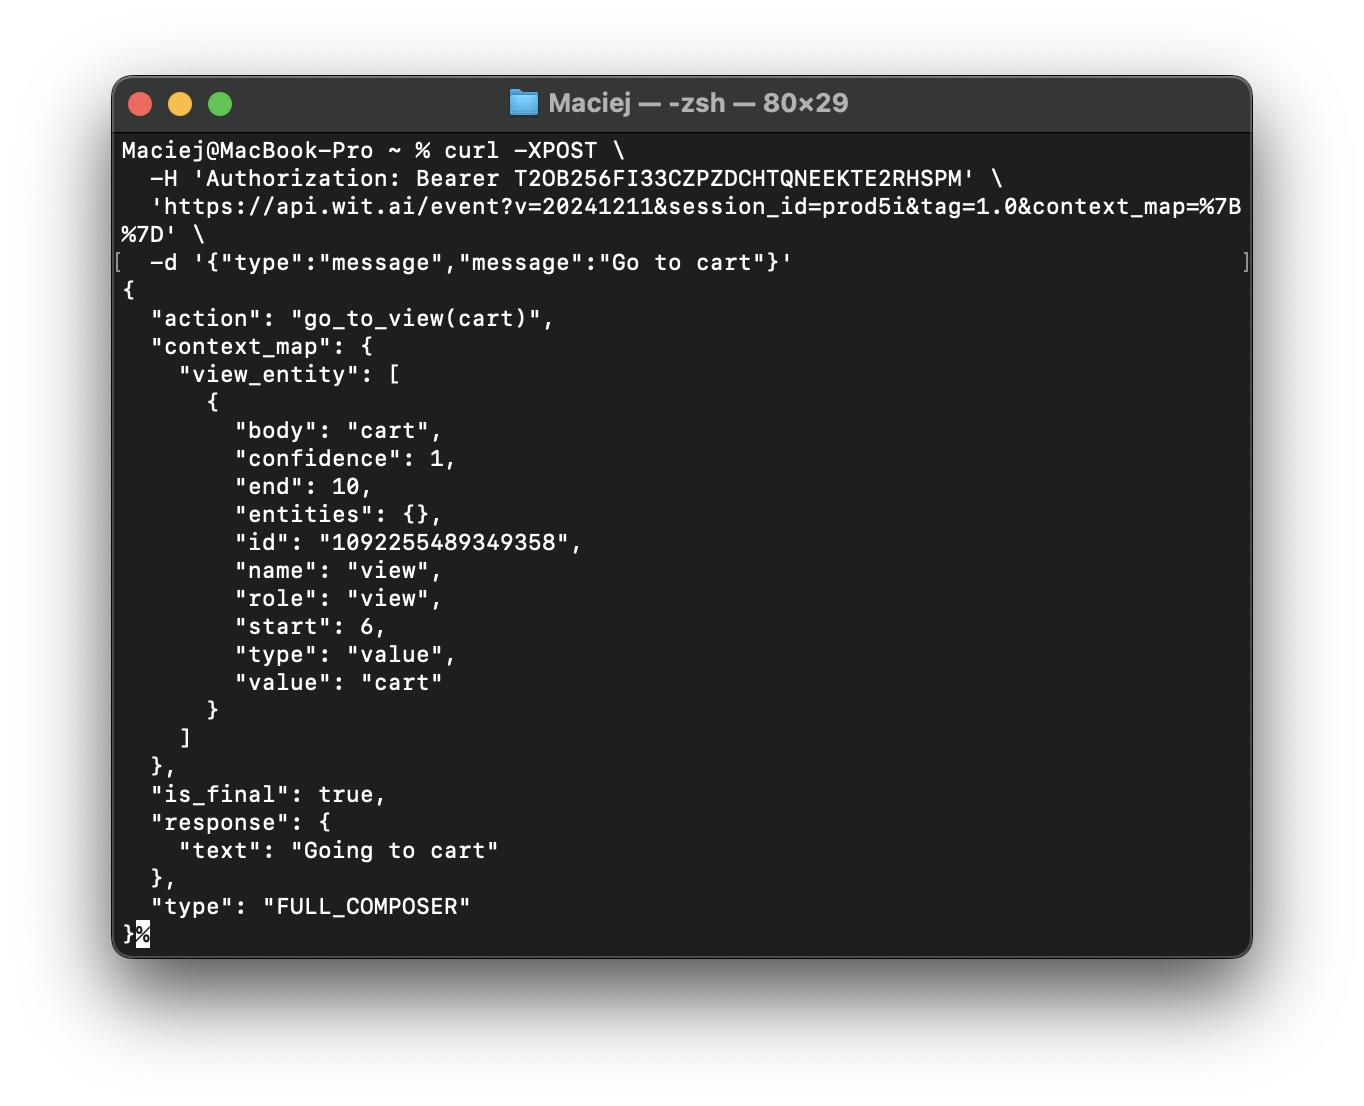 Maciej — -zsh — 80×29
Maciej@MacBook-Pro ~ % curl -XPOST \
  -H 'Authorization: Bearer T2OB256FI33CZPZDCHTQNEEKTE2RHSPM' \
  'https://api.wit.ai/event?v=20241211&session_id=prod5i&tag=1.0&context_map=%7B
%7D' \
[  -d '{"type":"message","message":"Go to cart"}' ]
{
  "action": "go_to_view(cart)",
  "context_map": {
    "view_entity": [
      {
        "body": "cart",
        "confidence": 1,
        "end": 10,
        "entities": {},
        "id": "1092255489349358",
        "name": "view",
        "role": "view",
        "start": 6,
        "type": "value",
        "value": "cart"
      }
    ]
  },
  "is_final": true,
  "response": {
    "text": "Going to cart"
  },
  "type": "FULL_COMPOSER"
}%